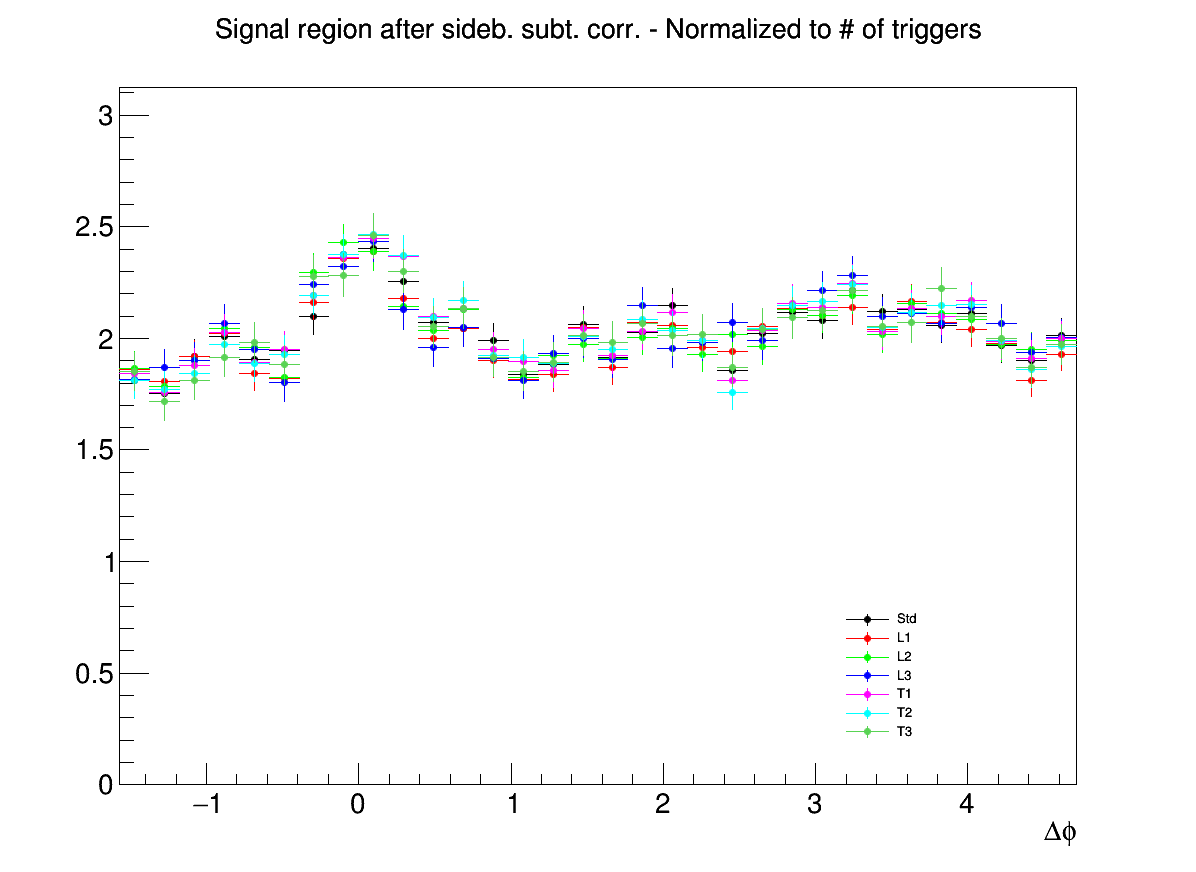 Signal region after sideb. subt. corr. - Normalized to # of triggers
3
2.5
2
1.5
1
0.5
0
−1 0 1 2 3 4
Δϕ
Std
L1
L2
L3
T1
T2
T3